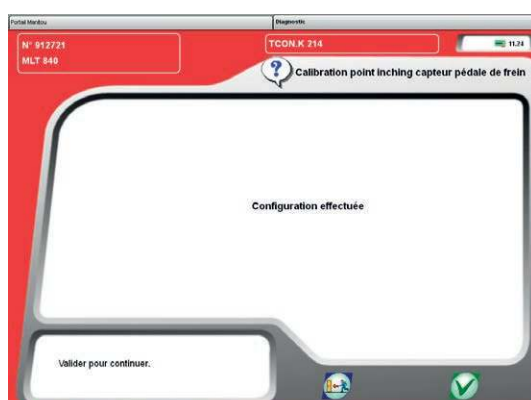 Portail Manitou
Diagnostic
N° 912721
MLT 840
TCON.K 214
11.24
Calibration point inching capteur pédale de frein
Configuration effectuée
Valider pour continuer.